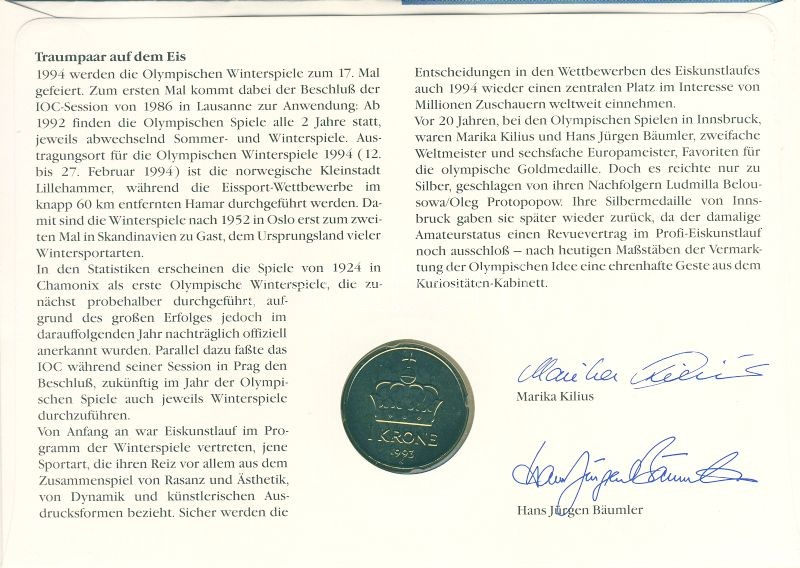 Traumpaar auf dem Eis
1994 werden die Olympischen Winterspiele zum 17. Mal
gefeiert. Zum ersten Mal kommt dabei der Beschluß der
IOC-Session von 1986 in Lausanne zur Anwendung: Ab
1992 finden die Olympischen Spiele alle 2 Jahre statt,
jeweils abwechselnd Sommer- und Winterspiele. Aus-
tragungsort für die Olympischen Winterspiele 1994 (12.
bis 27. Februar 1994) ist die norwegische Kleinstadt
Lillehammer, während die Eissport-Wettbewerbe im
knapp 60 km entfernten Hamar durchgeführt werden. Da-
mit sind die Winterspiele nach 1952 in Oslo erst zum zwei-
ten Mal in Skandinavien zu Gast, dem Ursprungsland vieler
Wintersportarten.
In den Statistiken erscheinen die Spiele von 1924 in
Chamonix als erste Olympische Winterspiele, die zu-
nächst probehalber durchgeführt, auf-
grund des großen Erfolges jedoch im
darauffolgenden Jahr nachträglich offiziell
anerkannt wurden. Parallel dazu faßte das
IOC während seiner Session in Prag den
Beschluß, zukünftig im Jahr der Olympi-
schen Spiele auch jeweils Winterspiele
durchzuführen.
Von Anfang an war Eiskunstlauf im Pro-
gramm der Winterspiele vertreten, jene
Sportart, die ihren Reiz vor allem aus dem
Zusammenspiel von Rasanz und Ästhetik,
von Dynamik und künstlerischen Aus-
drucksformen bezieht. Sicher werden die
Entscheidungen in den Wettbewerben des Eiskunstlaufes
auch 1994 wieder einen zentralen Platz im Interesse von
Millionen Zuschauern weltweit einnehmen.
Vor 20 Jahren, bei den Olympischen Spielen in Innsbruck,
waren Marika Kilius und Hans Jürgen Bäumler, zweifache
Weltmeister und sechsfache Europameister, Favoriten für
die olympische Goldmedaille. Doch es reichte nur zu
Silber, geschlagen von ihren Nachfolgern Ludmilla Belou-
sowa/Oleg Protopopow. Ihre Silbermedaille von Inns-
bruck gaben sie später wieder zurück, da der damalige
Amateurstatus einen Revuevertrag im Profi-Eiskunstlauf
noch ausschloß – nach heutigen Maßstäben der Vermark-
tung der Olympischen Idee eine ehrenhafte Geste aus dem
Kuriositäten-Kabinett.
1 KRONE
1993
Marika Kilius
Marika Kilius
Hans Jürgen Bäumler
Hans Jürgen Bäumler